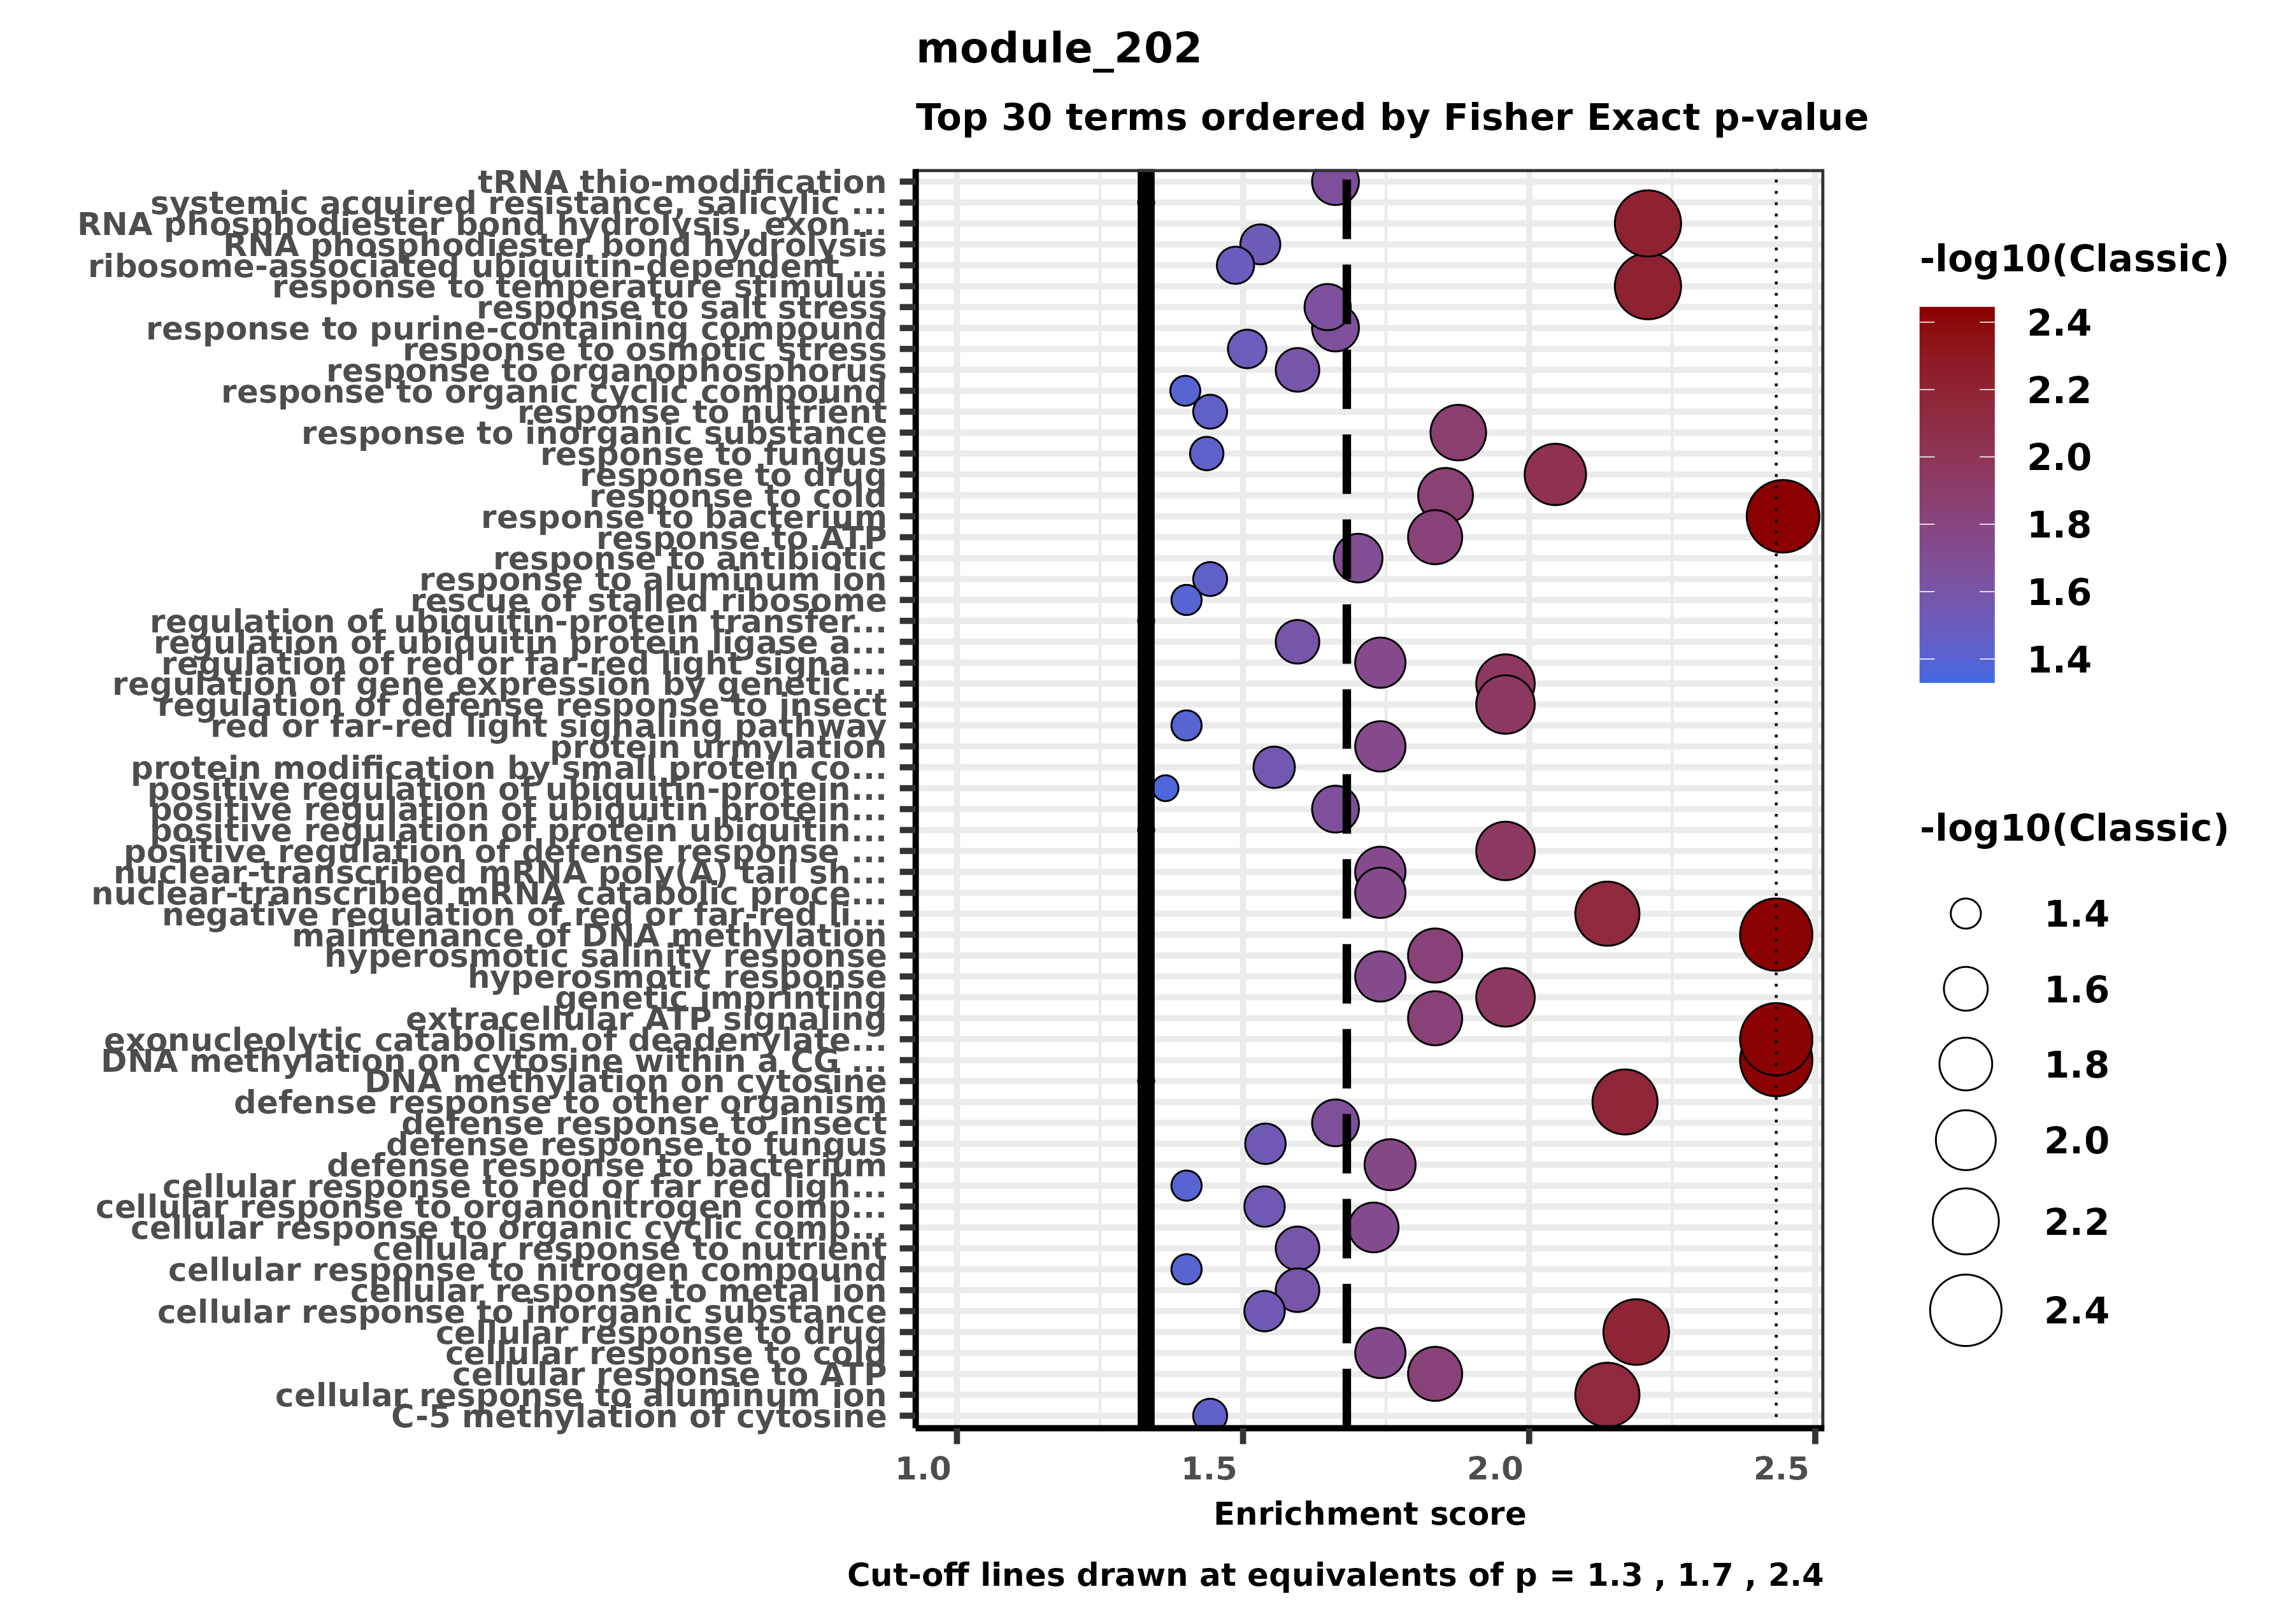 module_202
Top 30 terms ordered by Fisher Exact p-value
tRNA thio-modification
systemic acquired resistance, salicylic ...
RNA phosphodiester bond hydrolysis, exon...
RNA phosphodiester bond hydrolysis
ribosome-associated ubiquitin-dependent ...
response to temperature stimulus
response to salt stress
response to purine-containing compound
response to osmotic stress
response to organophosphorus
response to organic cyclic compound
response to nutrient
response to inorganic substance
response to fungus
response to drug
response to cold
response to bacterium
response to ATP
response to antibiotic
response to aluminum ion
rescue of stalled ribosome
regulation of ubiquitin-protein transfer...
regulation of ubiquitin protein ligase a...
regulation of red or far-red light signa...
regulation of gene expression by genetic...
regulation of defense response to insect
red or far-red light signaling pathway
protein urmylation
protein modification by small protein co...
positive regulation of ubiquitin-protein...
positive regulation of ubiquitin protein...
positive regulation of protein ubiquitin...
positive regulation of defense response ...
nuclear-transcribed mRNA poly(A) tail sh...
nuclear-transcribed mRNA catabolic proce...
negative regulation of red or far-red li...
maintenance of DNA methylation
hyperosmotic salinity response
hyperosmotic response
genetic imprinting
extracellular ATP signaling
exonucleolytic catabolism of deadenylate...
DNA methylation on cytosine within a CG ...
DNA methylation on cytosine
defense response to other organism
defense response to insect
defense response to fungus
defense response to bacterium
cellular response to red or far red ligh...
cellular response to organonitrogen comp...
cellular response to organic cyclic comp...
cellular response to nutrient
cellular response to nitrogen compound
cellular response to metal ion
cellular response to inorganic substance
cellular response to drug
cellular response to cold
cellular response to ATP
cellular response to aluminum ion
C-5 methylation of cytosine
1.0 1.5 2.0 2.5
Enrichment score
Cut-off lines drawn at equivalents of p = 1.3 , 1.7 , 2.4
-log10(Classic)
2.4
2.2
2.0
1.8
1.6
1.4
-log10(Classic)
1.4
1.6
1.8
2.0
2.2
2.4